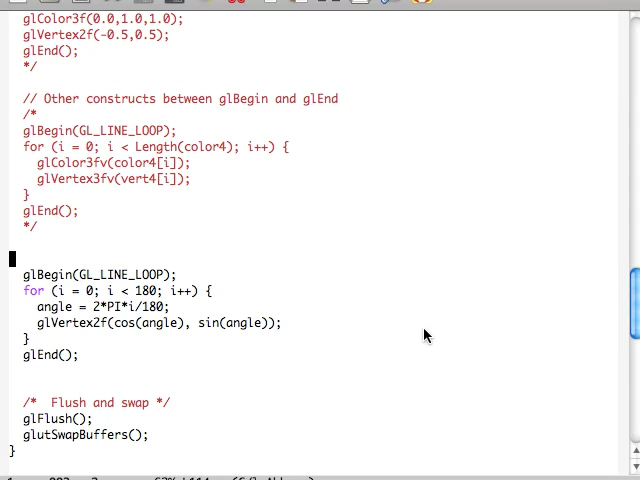 glColor3f(0.0,1.0,1.0);
glVertex2f(-0.5,0.5);
glEnd();
*/
// Other constructs between glBegin and glEnd
/*
glBegin(GL_LINE_LOOP);
for (i = 0; i < Length(color4); i++) {
glColor3fv(color4[i]);
glVertex3fv(vert4[i]);
}
glEnd();
*/
glBegin(GL_LINE_LOOP);
for (i = 0; i < 180; i++) {
angle = 2*PI*i/180;
glVertex2f(cos(angle), sin(angle));
}
glEnd();
/*  Flush and swap */
glFlush();
glutSwapBuffers();
}